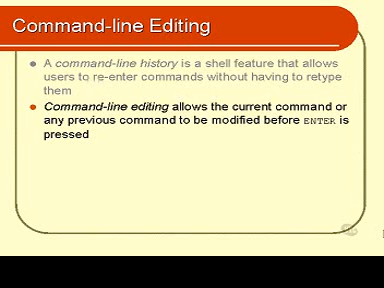 Command-line Editing
A command-line history is a shell feature that allows
users to re-enter commands without having to retype
them
Command-line editing allows the current command or
any previous command to be modified before ENTER is
pressed